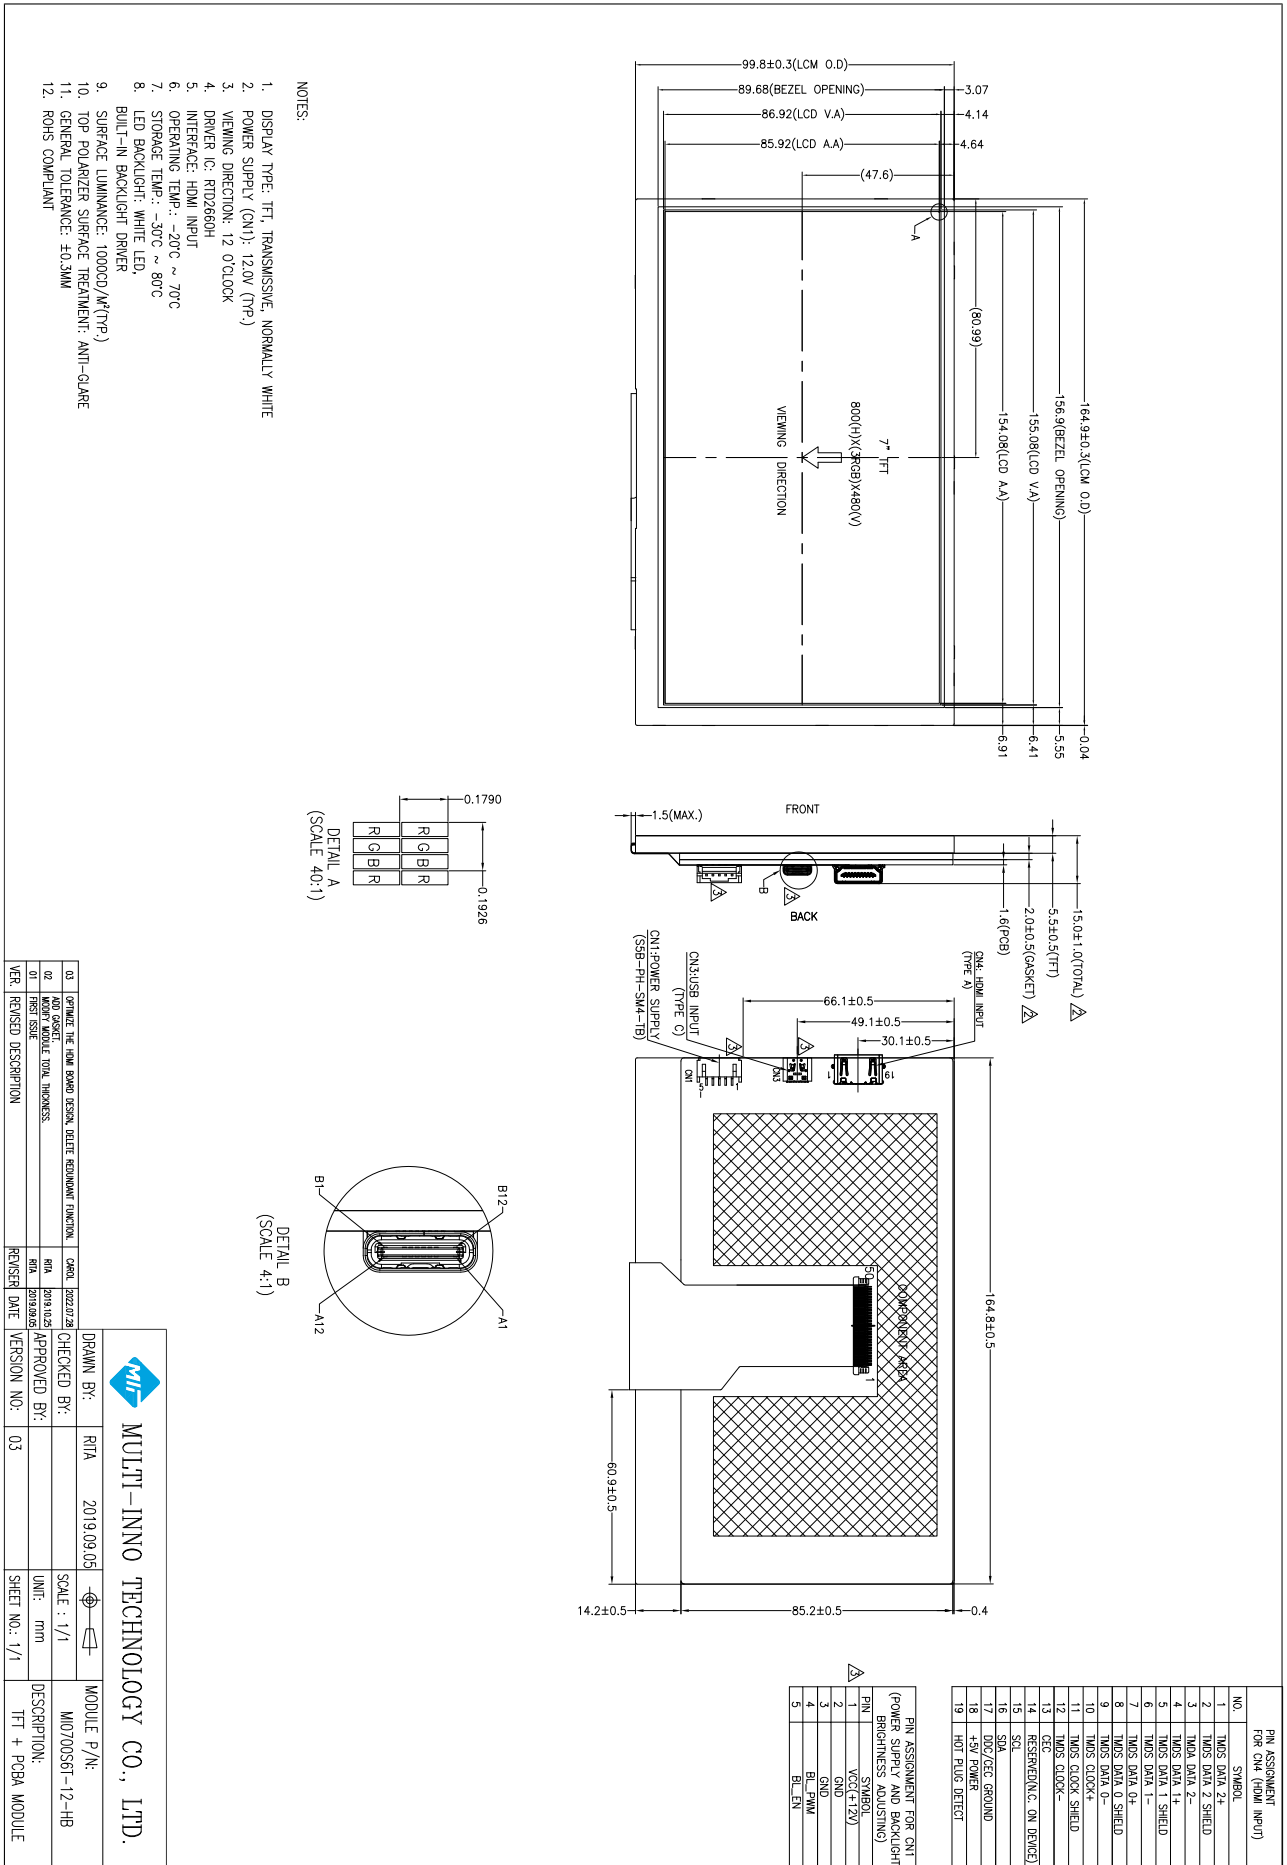 99.8±0.3(LCM O.D)
89.68(BEZEL OPENING)
3.07
86.92(LCD V.A)
4.14
85.92(LCD A.A)
4.64
(47.6)
A
(80.99)
164.9±0.3(LCM O.D)
156.9(BEZEL OPENING)
155.08(LCD V.A)
154.08(LCD A.A)
0.04
5.55
6.41
6.91
7" TFT
800(H)X(3RGB)X480(V)
VIEWING DIRECTION
FRONT
1.5(MAX.)
BACK
B
3
3
15.0±1.0(TOTAL) 2
5.5±0.5(TFT)
2.0±0.5(GASKET) 2
1.6(PCB)
CN4: HDMI INPUT
(TYPE A)
CN3:USB INPUT
(TYPE C)
CN1:POWER SUPPLY
(S5B-PH-SM4-TB)
3
3
66.1±0.5
49.1±0.5
30.1±0.5
CN1
5
1
CN3
1
19
COMPONENT AREA
50
1
164.8±0.5
60.9±0.5
14.2±0.5
85.2±0.5
0.4
0.1790
0.1926
R G B R
R G B R
DETAIL A
(SCALE 40:1)
B12
B1
A1
A12
DETAIL B
(SCALE 4:1)
NOTES:
1. DISPLAY TYPE: TFT, TRANSMISSIVE, NORMALLY WHITE
2. POWER SUPPLY (CN1): 12.0V (TYP.)
3. VIEWING DIRECTION: 12 O'CLOCK
4. DRIVER IC: RTD2660H
5. INTERFACE: HDMI INPUT
6. OPERATING TEMP.: -20°C ~ 70°C
7. STORAGE TEMP.: -30°C ~ 80°C
8. LED BACKLIGHT: WHITE LED,
BUILT-IN BACKLIGHT DRIVER
9. SURFACE LUMINANCE: 1000CD/M²(TYP.)
10. TOP POLARIZER SURFACE TREATMENT: ANTI-GLARE
11. GENERAL TOLERANCE: ±0.3MM
12. ROHS COMPLIANT
PIN ASSIGNMENT
FOR CN4 (HDMI INPUT)
NO. SYMBOL
1 TMDS DATA 2+
2 TMDS DATA 2 SHIELD
3 TMDA DATA 2-
4 TMDS DATA 1+
5 TMDS DATA 1 SHIELD
6 TMDS DATA 1-
7 TMDS DATA 0+
8 TMDS DATA 0 SHIELD
9 TMDS DATA 0-
10 TMDS CLOCK+
11 TMDS CLOCK SHIELD
12 TMDS CLOCK-
13 CEC
14 RESERVED(N.C. ON DEVICE)
15 SCL
16 SDA
17 DDC/CEC GROUND
18 +5V POWER
19 HOT PLUG DETECT
PIN ASSIGNMENT FOR CN1
(POWER SUPPLY AND BACKLIGHT
BRIGHTNESS ADJUSTING)
PIN SYMBOL
3
1 VCC(+12V)
2 GND
3 GND
4 BL_PWM
5 BL_EN
03 OPTIMIZE THE HDMI BOARD DESIGN, DELETE REDUNDANT FUNCTION. CAROL 2022.07.28
02 ADD GASKET.
MODIFY MODULE TOTAL THICKNESS. RITA 2019.10.25
01 FIRST ISSUE RITA 2019.09.05
VER. REVISED DESCRIPTION REVISER DATE
MIT MULTI-INNO TECHNOLOGY CO., LTD.
DRAWN BY: RITA 2019.09.05
MODULE P/N:
MI0700S6T-12-HB
CHECKED BY:
SCALE : 1/1
APPROVED BY:
UNIT: mm
DESCRIPTION:
TFT + PCBA MODULE
VERSION NO: 03
SHEET NO.: 1/1